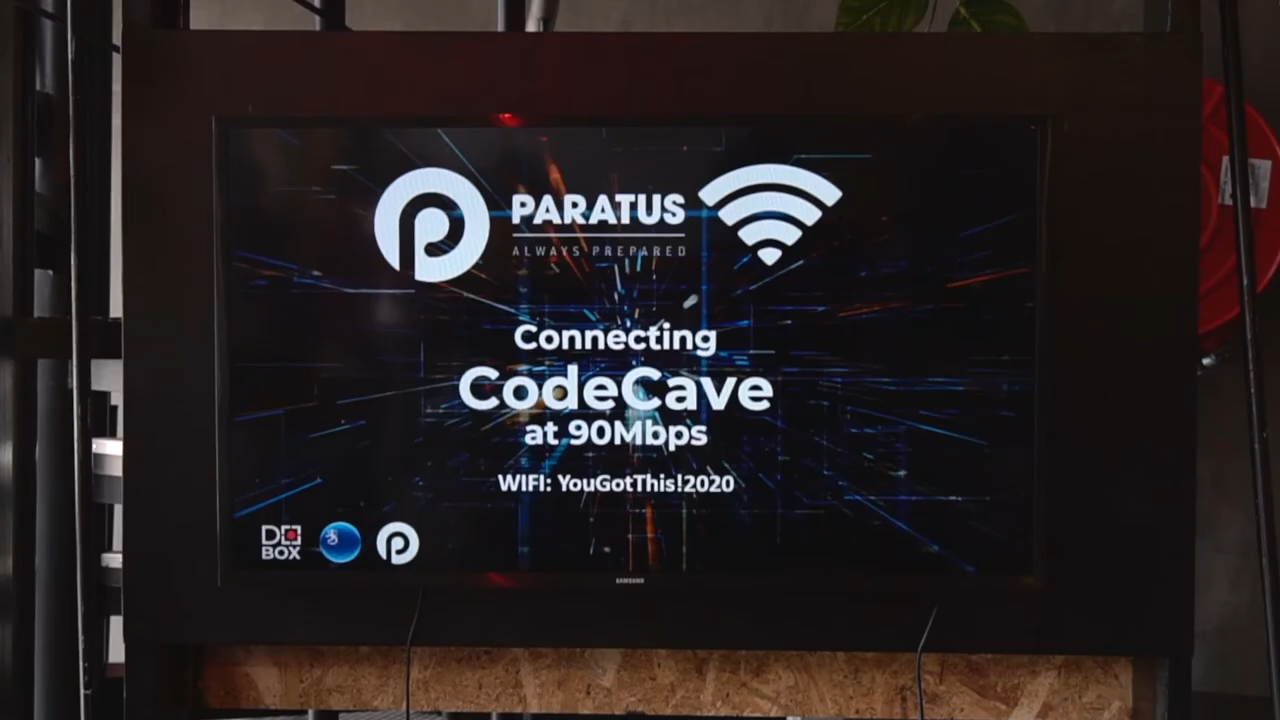 PARATUS
ALWAYS PREPARED
Connecting
CodeCave
at 90Mbps
WIFI: YouGotThis!2020
BOX
SAMSUNG